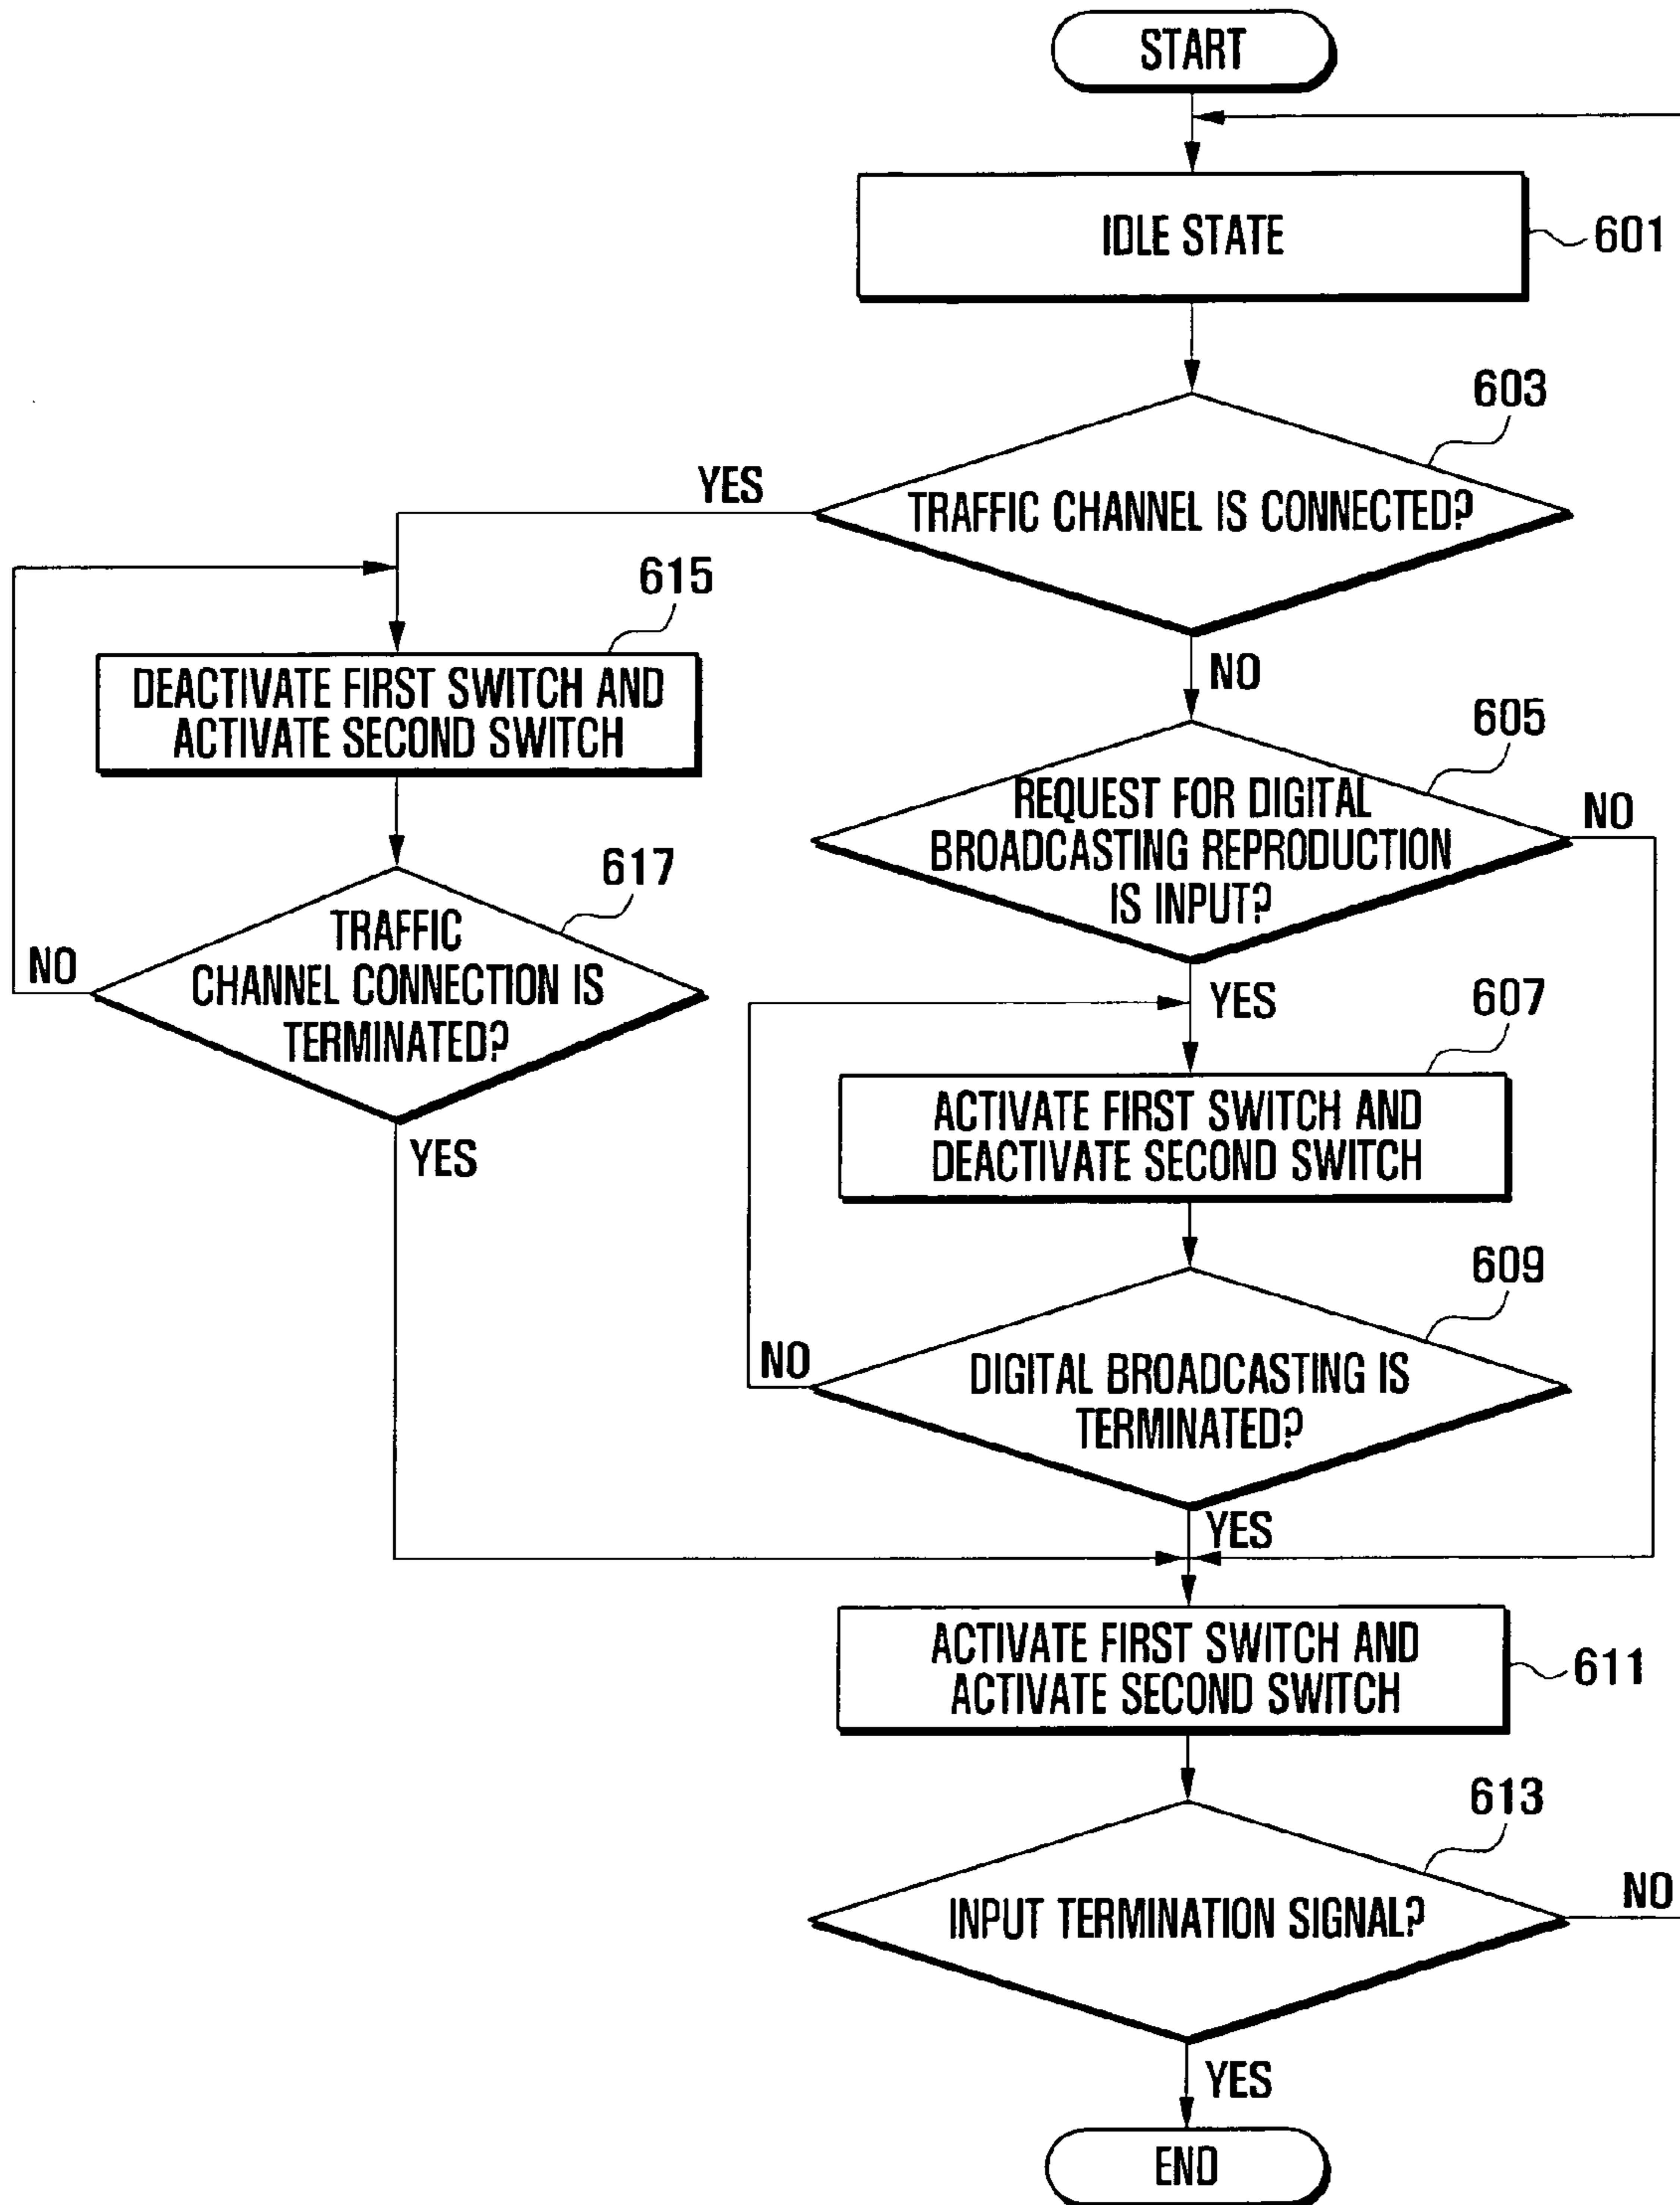 START
IDLE STATE
601
603
YES
TRAFFIC CHANNEL IS CONNECTED?
615
NO
DEACTIVATE FIRST SWITCH AND
ACTIVATE SECOND SWITCH
605
REQUEST FOR DIGITAL
BROADCASTING REPRODUCTION
IS INPUT?
NO
617
TRAFFIC
CHANNEL CONNECTION IS
TERMINATED?
NO
YES
607
ACTIVATE FIRST SWITCH AND
DEACTIVATE SECOND SWITCH
YES
609
NO
DIGITAL BROADCASTING IS
TERMINATED?
YES
ACTIVATE FIRST SWITCH AND
ACTIVATE SECOND SWITCH
611
613
INPUT TERMINATION SIGNAL?
NO
YES
END